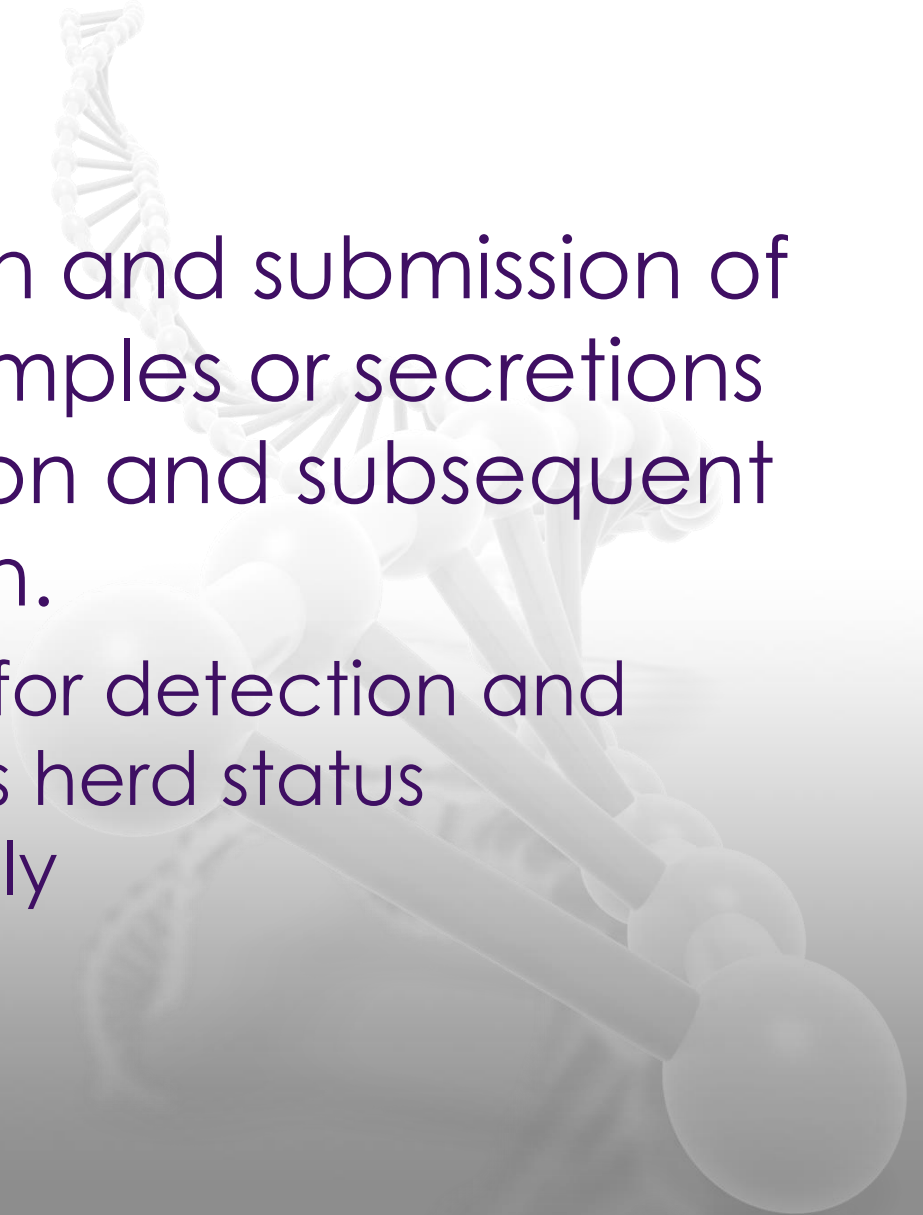 n and submission of
mples or secretions
on and subsequent
n.
for detection and
s herd status
ly